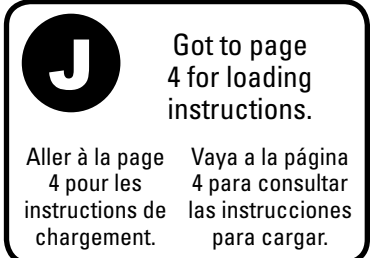 J
Got to page
4 for loading
instructions.
Aller à la page
4 pour les
instructions de
chargement.
Vaya a la página
4 para consultar
las instrucciones
para cargar.